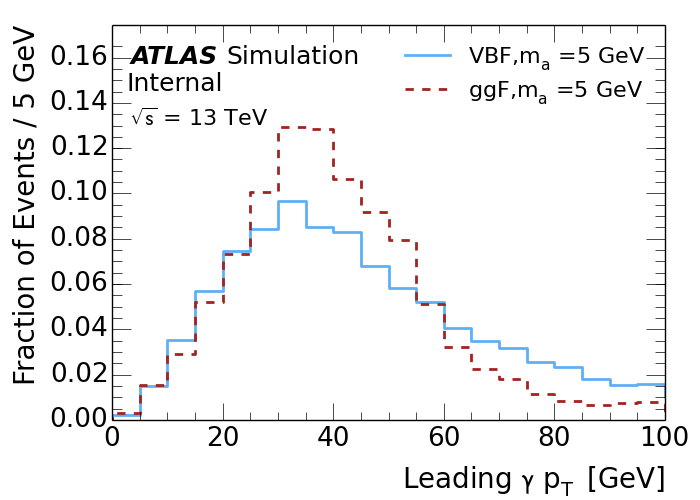 ATLAS Simulation
Internal
√s = 13 TeV
VBF,mₐ =5 GeV
ggF,mₐ =5 GeV
Fraction of Events / 5 GeV
0.16
0.14
0.12
0.10
0.08
0.06
0.04
0.02
0.00
0 20 40 60 80 100
Leading γ p_T [GeV]